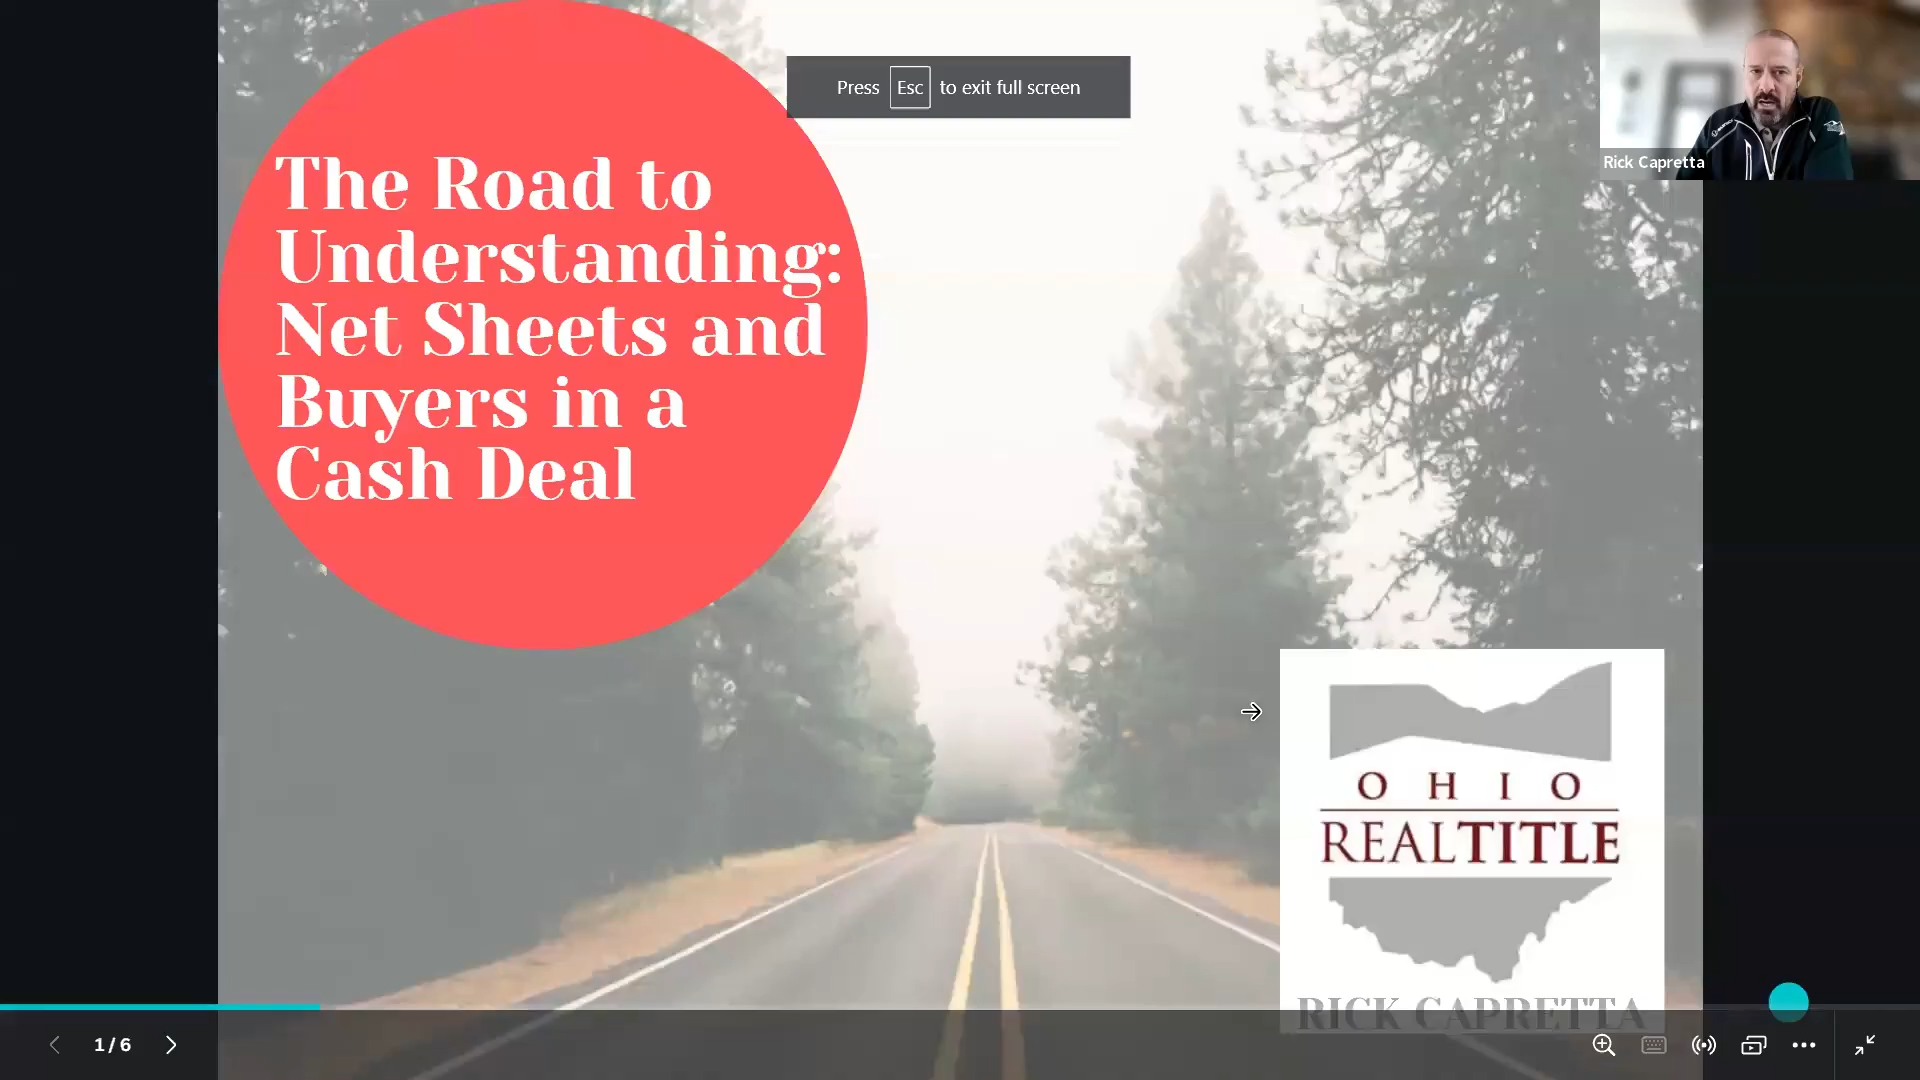 Press Esc to exit full screen
Rick Capretta
The Road to
Understanding:
Net Sheets and
Buyers in a
Cash Deal
OHIO
REALTITLE
RICK CAPRETTA
1 / 6